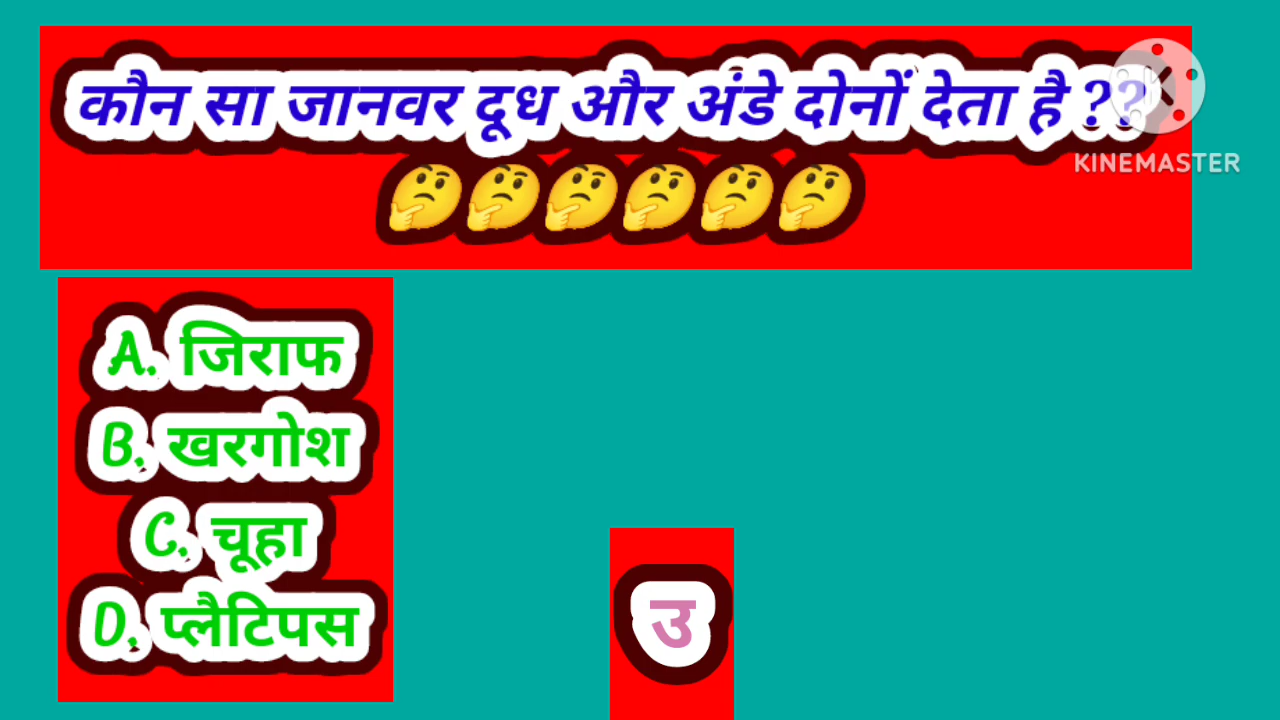 कौन सा जानवर दूध और अंडे दोनों देता है ??
🤔🤔🤔🤔🤔🤔
KINEMASTER
A. जिराफ
B. खरगोश
C. चूहा
D. प्लैटिपस
उ